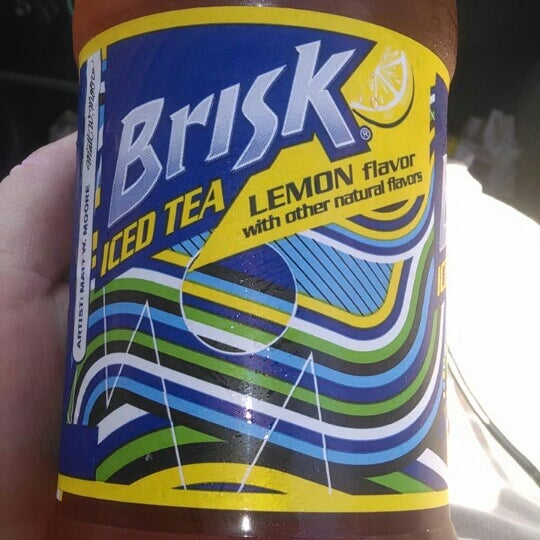 Brisk®
ICED TEA
LEMON flavor
with other natural flavors
ARTIST: MATT W. MOORE